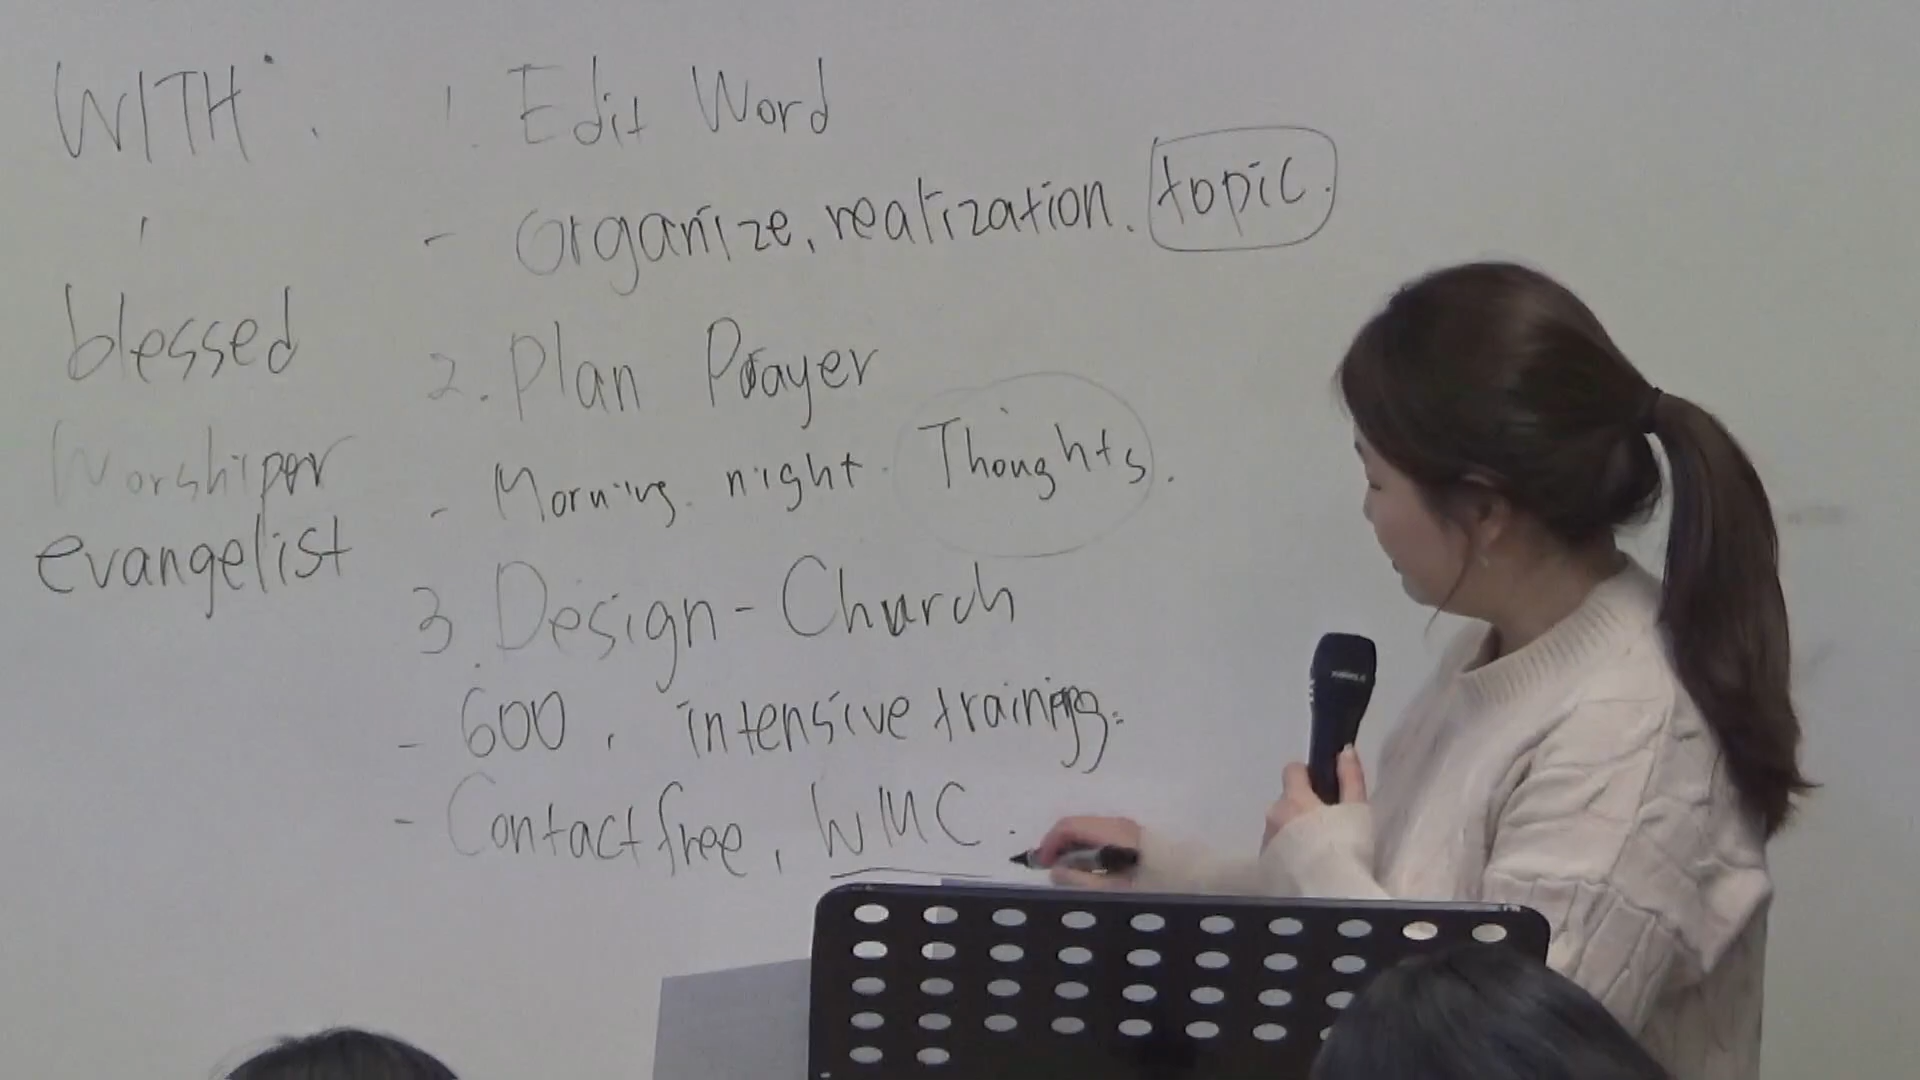 WITH.
blessed
Worshiper
evangelist
1. Edit Word
- Organize, realization. topic.
2. Plan Prayer
- Morning. night. Thoughts.
3. Design - Church
- 600, intensive training.
- Contact free, WMC.